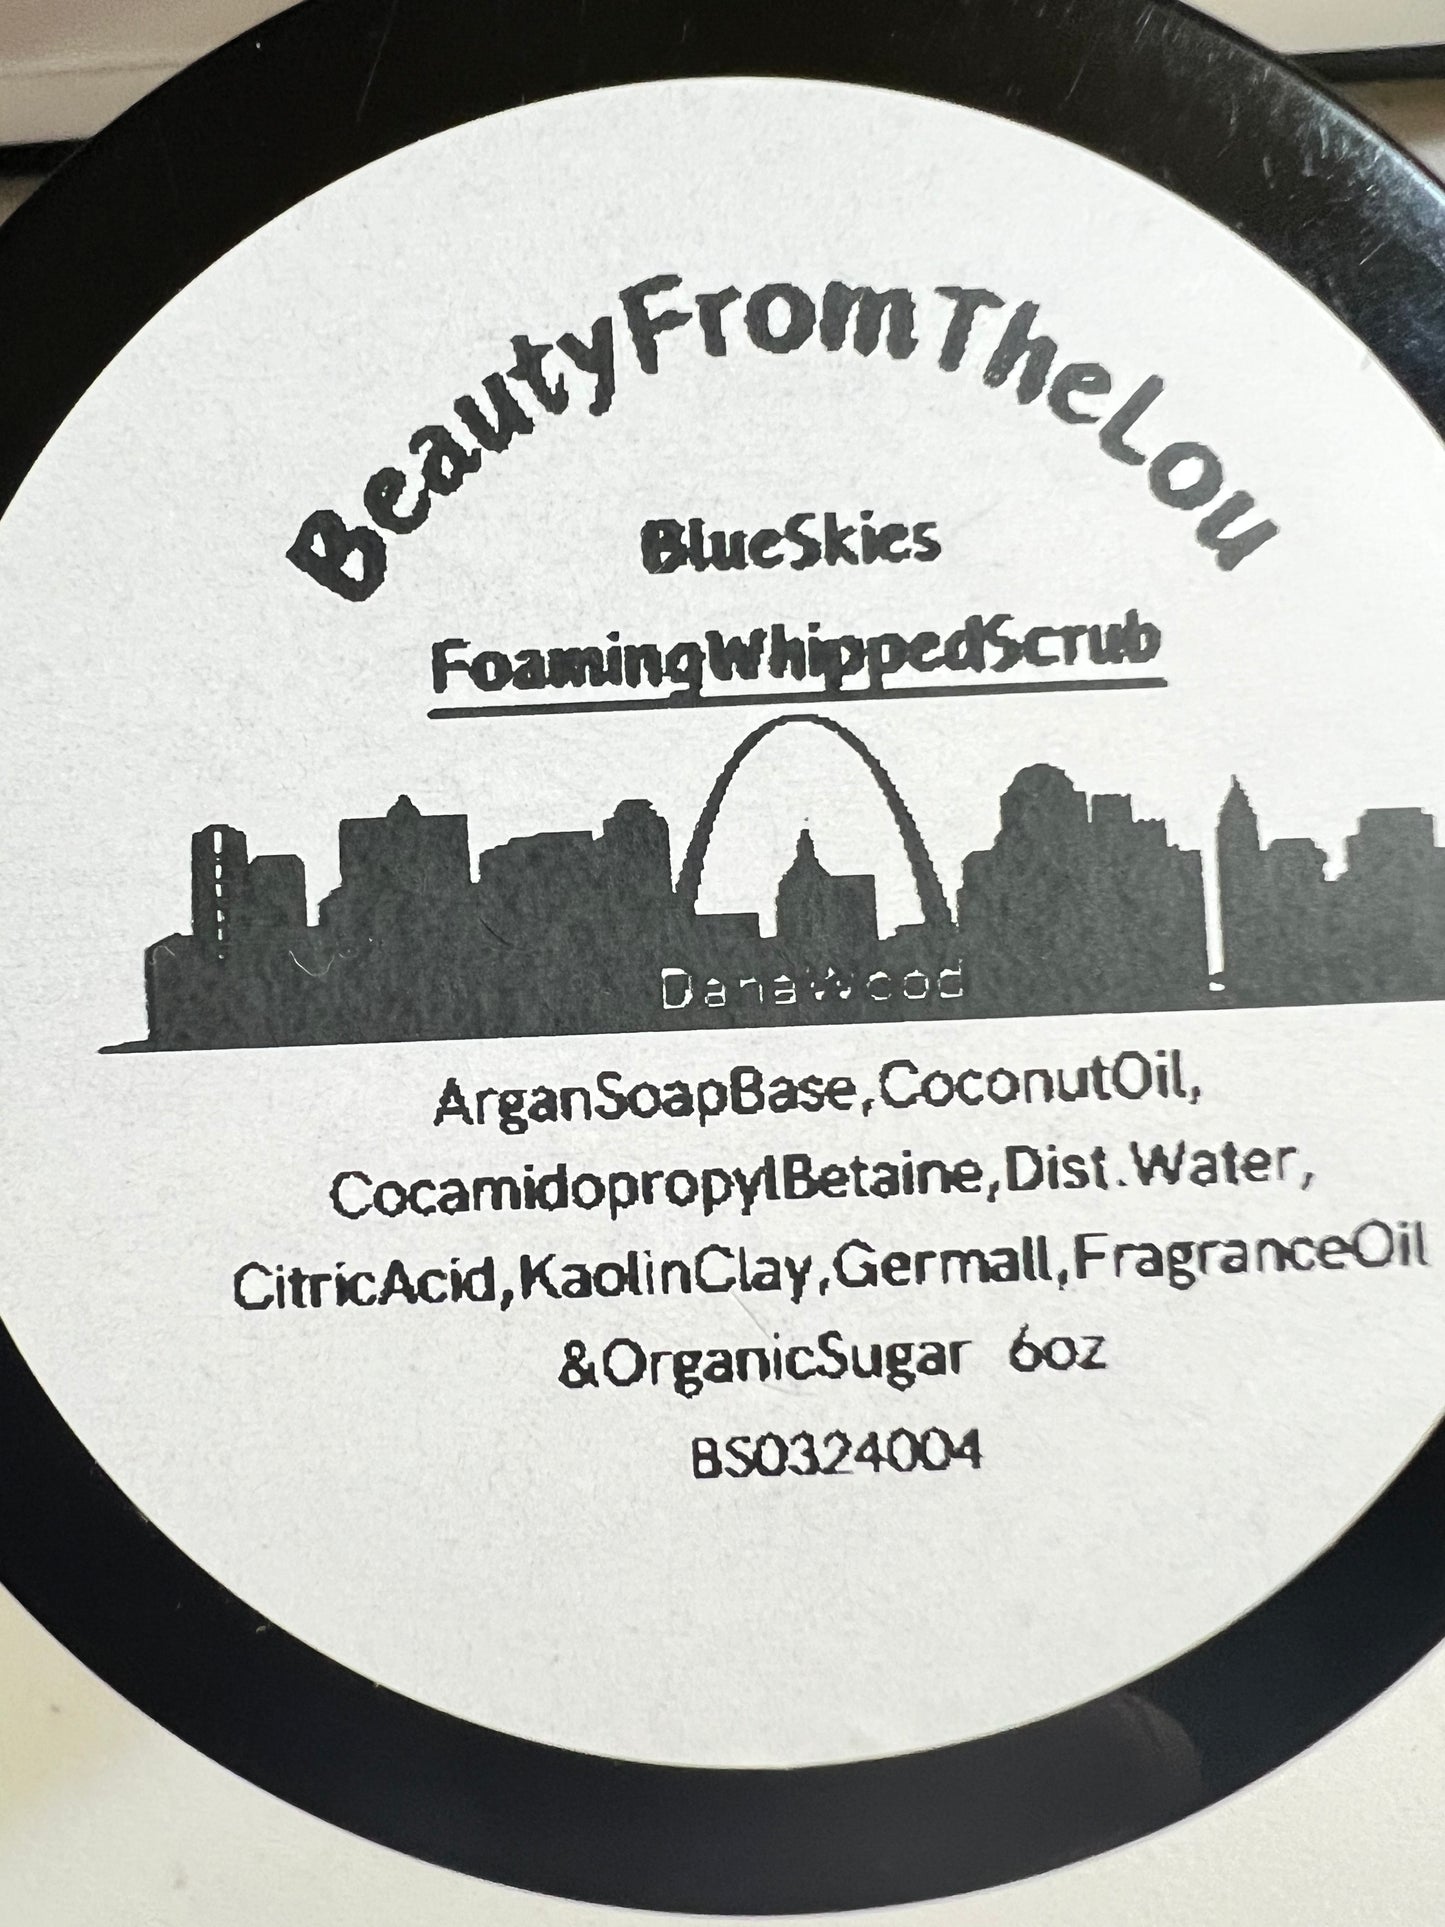 BeautyFromTheLou
BlueSkies
FoamingWhippedScrub
DanaWood
ArganSoapBase,CoconutOil,
CocamidopropylBetaine,Dist.Water,
CitricAcid,KaolinClay,Germall,FragranceOil
&OrganicSugar 6oz
BS0324004